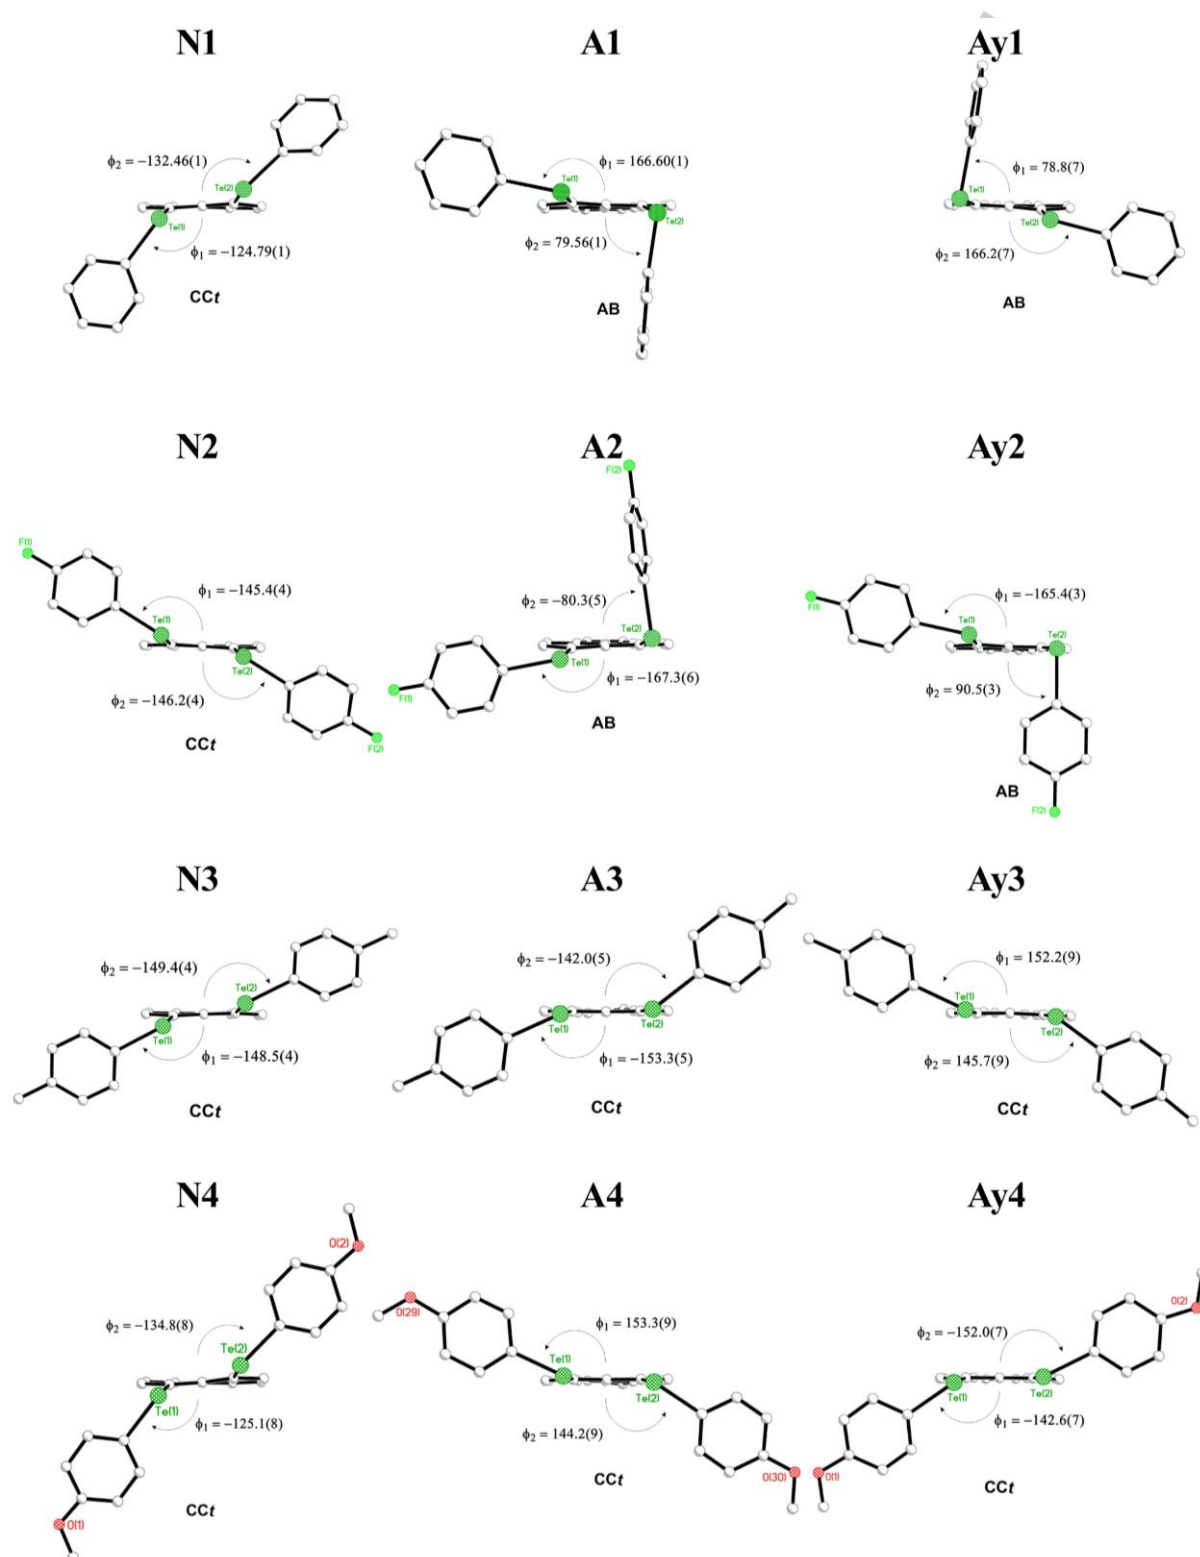 N1
A1
Ay1
ϕ2 = −132.46(1)
Te(2)
Te(1)
ϕ1 = −124.79(1)
CCt
ϕ1 = 166.60(1)
Te(1)
Te(2)
ϕ2 = 79.56(1)
AB
ϕ1 = 78.8(7)
Te(1)
Te(2)
ϕ2 = 166.2(7)
AB
N2
A2
Ay2
F(1)
ϕ1 = −145.4(4)
Te(1)
Te(2)
ϕ2 = −146.2(4)
CCt
F(2)
F(2)
ϕ2 = −80.3(5)
Te(2)
Te(1)
ϕ1 = −167.3(6)
F(1)
AB
F(1)
ϕ1 = −165.4(3)
Te(1)
Te(2)
ϕ2 = 90.5(3)
AB
F(2)
N3
A3
Ay3
ϕ2 = −149.4(4)
Te(2)
Te(1)
ϕ1 = −148.5(4)
CCt
ϕ2 = −142.0(5)
Te(1)
Te(2)
ϕ1 = −153.3(5)
CCt
ϕ1 = 152.2(9)
Te(1)
Te(2)
ϕ2 = 145.7(9)
CCt
N4
A4
Ay4
O(2)
ϕ2 = −134.8(8)
Te(2)
Te(1)
ϕ1 = −125.1(8)
CCt
O(1)
O(29)
ϕ1 = 153.3(9)
Te(1)
Te(2)
ϕ2 = 144.2(9)
CCt
O(30)
O(2)
ϕ2 = −152.0(7)
Te(1)
Te(2)
ϕ1 = −142.6(7)
O(1)
CCt